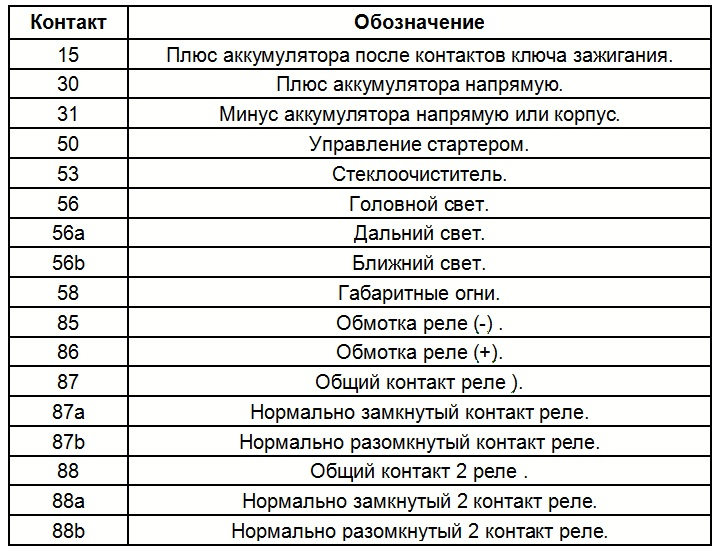 Контакт Обозначение
15 Плюс аккумулятора после контактов ключа зажигания.
30 Плюс аккумулятора напрямую.
31 Минус аккумулятора напрямую или корпус.
50 Управление стартером.
53 Стеклоочиститель.
56 Головной свет.
56a Дальний свет.
56b Ближний свет.
58 Габаритные огни.
85 Обмотка реле (-) .
86 Обмотка реле (+).
87 Общий контакт реле ).
87a Нормально замкнутый контакт реле.
87b Нормально разомкнутый контакт реле.
88 Общий контакт 2 реле .
88a Нормально замкнутый 2 контакт реле.
88b Нормально разомкнутый 2 контакт реле.